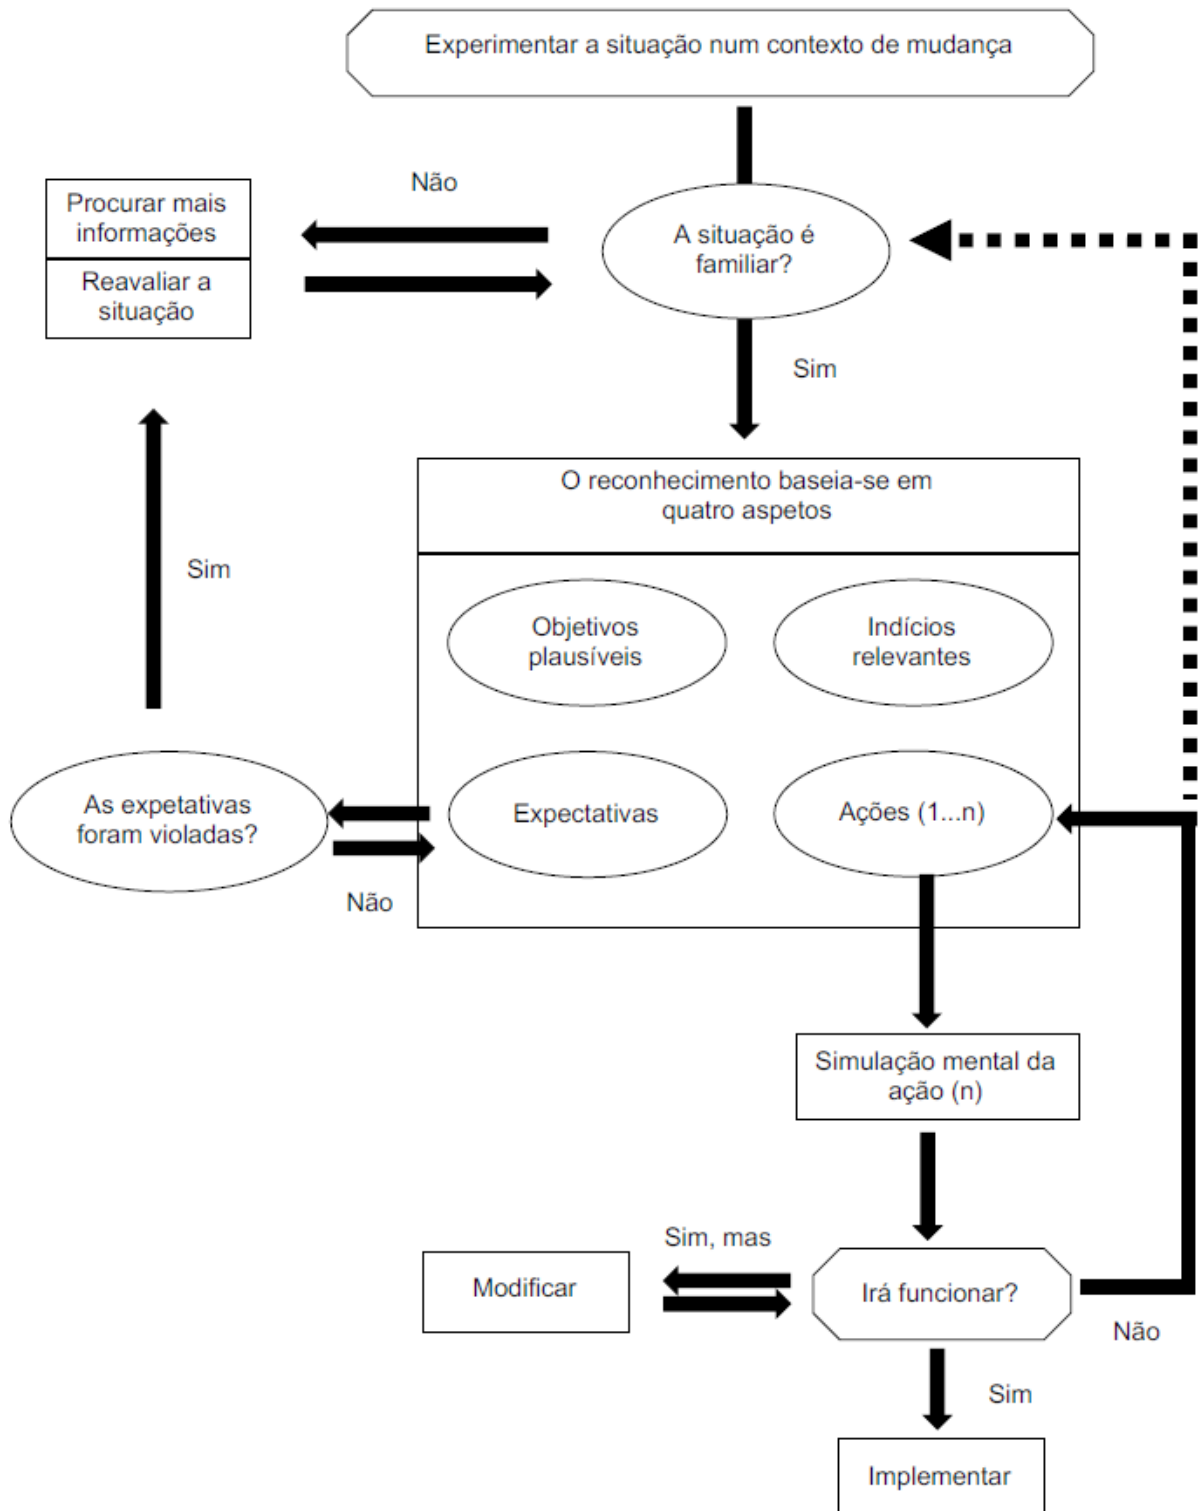 Experimentar a situação num contexto de mudança
Não
Procurar mais
informações
A situação é
familiar?
Reavaliar a
situação
Sim
O reconhecimento baseia-se em
quatro aspetos
Sim
Objetivos
plausíveis
Indícios
relevantes
As expetativas
foram violadas?
Expectativas
Ações (1...n)
Não
Simulação mental da
ação (n)
Sim, mas
Modificar
Irá funcionar?
Não
Sim
Implementar